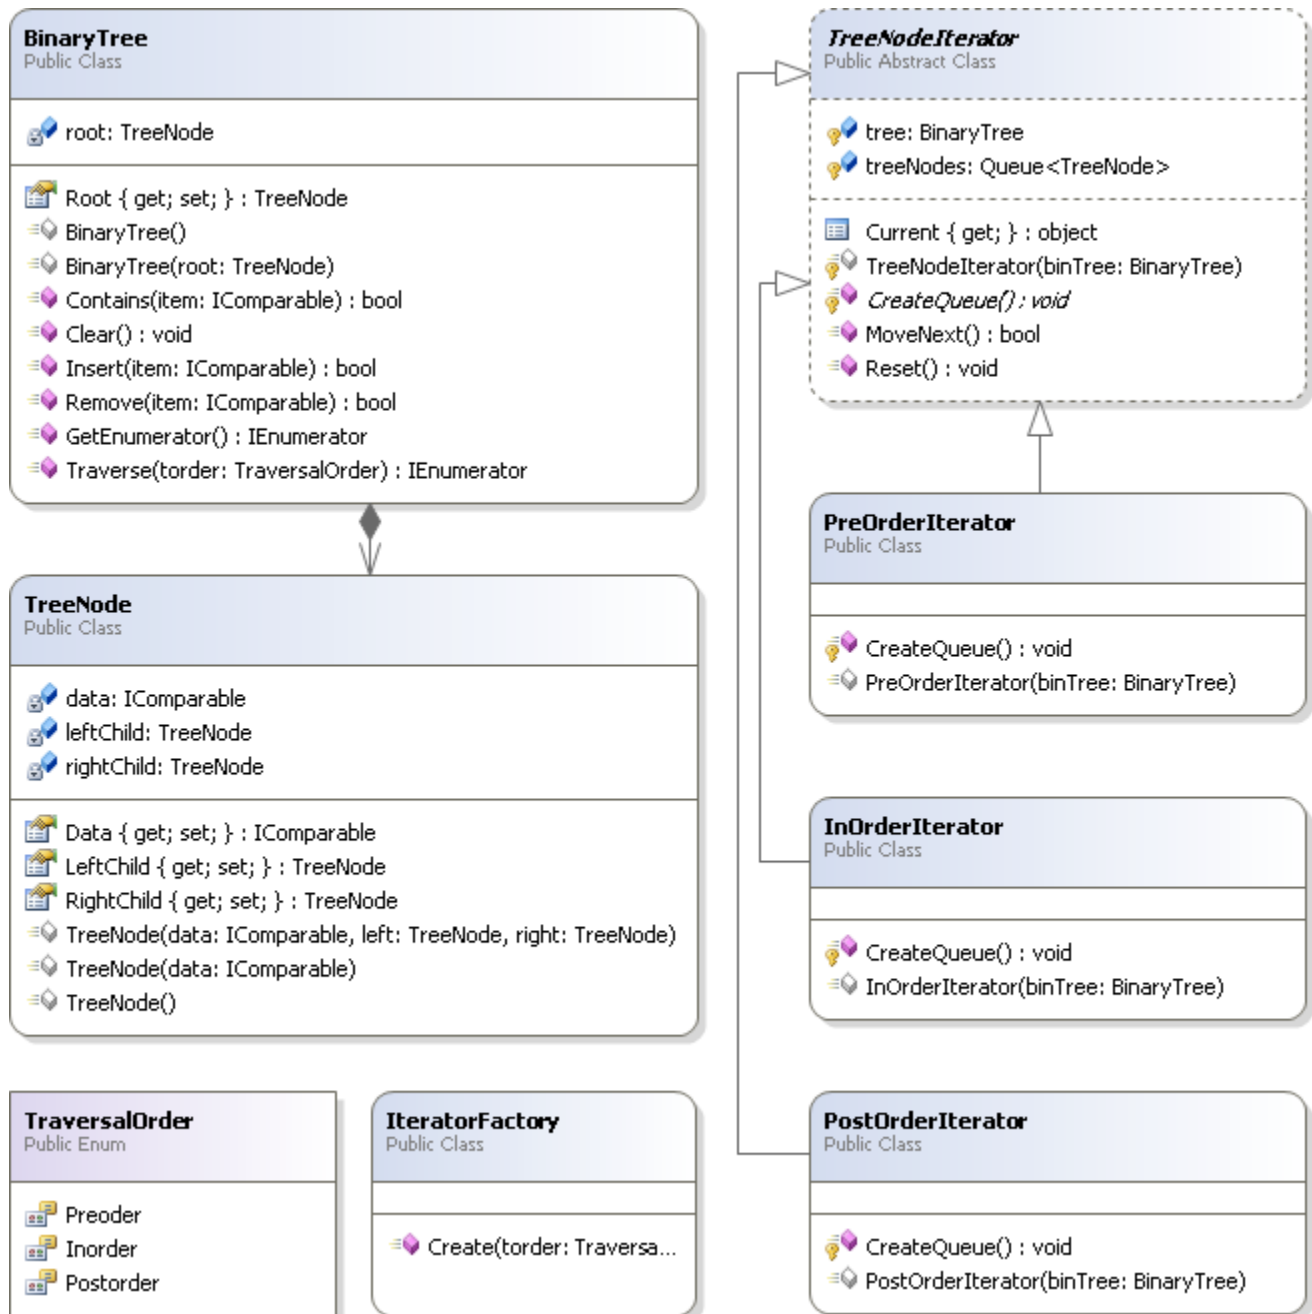 BinaryTree
Public Class
root: TreeNode
Root { get; set; } : TreeNode
BinaryTree()
BinaryTree(root: TreeNode)
Contains(item: IComparable) : bool
Clear() : void
Insert(item: IComparable) : bool
Remove(item: IComparable) : bool
GetEnumerator() : IEnumerator
Traverse(torder: TraversalOrder) : IEnumerator
TreeNode
Public Class
data: IComparable
leftChild: TreeNode
rightChild: TreeNode
Data { get; set; } : IComparable
LeftChild { get; set; } : TreeNode
RightChild { get; set; } : TreeNode
TreeNode(data: IComparable, left: TreeNode, right: TreeNode)
TreeNode(data: IComparable)
TreeNode()
TraversalOrder
Public Enum
Preoder
Inorder
Postorder
IteratorFactory
Public Class
Create(torder: Traversa...
TreeNodeIterator
Public Abstract Class
tree: BinaryTree
treeNodes: Queue<TreeNode>
Current { get; } : object
TreeNodeIterator(binTree: BinaryTree)
CreateQueue() : void
MoveNext() : bool
Reset() : void
PreOrderIterator
Public Class
CreateQueue() : void
PreOrderIterator(binTree: BinaryTree)
InOrderIterator
Public Class
CreateQueue() : void
InOrderIterator(binTree: BinaryTree)
PostOrderIterator
Public Class
CreateQueue() : void
PostOrderIterator(binTree: BinaryTree)